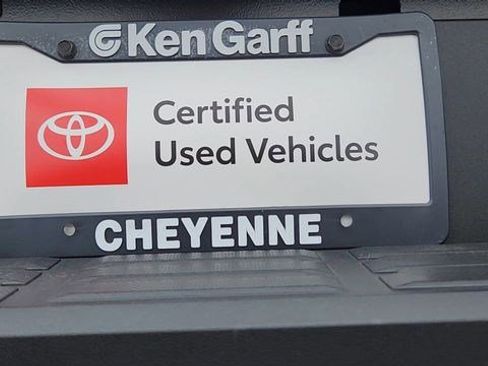 Ken Garff
Certified
Used Vehicles
CHEYENNE